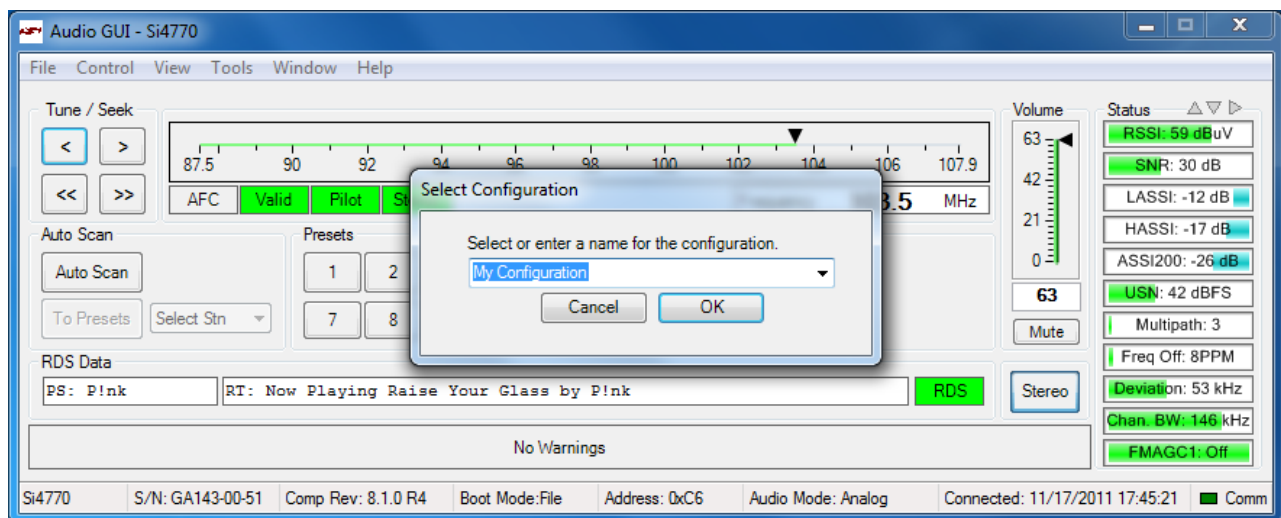 Audio GUI - Si4770
File Control View Tools Window Help
Tune / Seek
< >
<< >>
87.5 90 92 94 96 98 100 102 104 106 107.9
AFC Valid Pilot MHz
Select Configuration
Select or enter a name for the configuration.
My Configuration
Cancel OK
Auto Scan
Auto Scan
To Presets Select Stn
Presets
1 2
7 8
RDS Data
PS: P!nk RT: Now Playing Raise Your Glass by P!nk RDS
Volume
63
42
21
0
63
Mute
Stereo
Status
RSSI: 59 dBuV
SNR: 30 dB
LASSI: -12 dB
HASSI: -17 dB
ASSI200: -26 dB
USN: 42 dBFS
Multipath: 3
Freq Off: 8PPM
Deviation: 53 kHz
Chan. BW: 146 kHz
FMAGC1: Off
No Warnings
Si4770 S/N: GA143-00-51 Comp Rev: 8.1.0 R4 Boot Mode:File Address: 0xC6 Audio Mode: Analog Connected: 11/17/2011 17:45:21 Comm